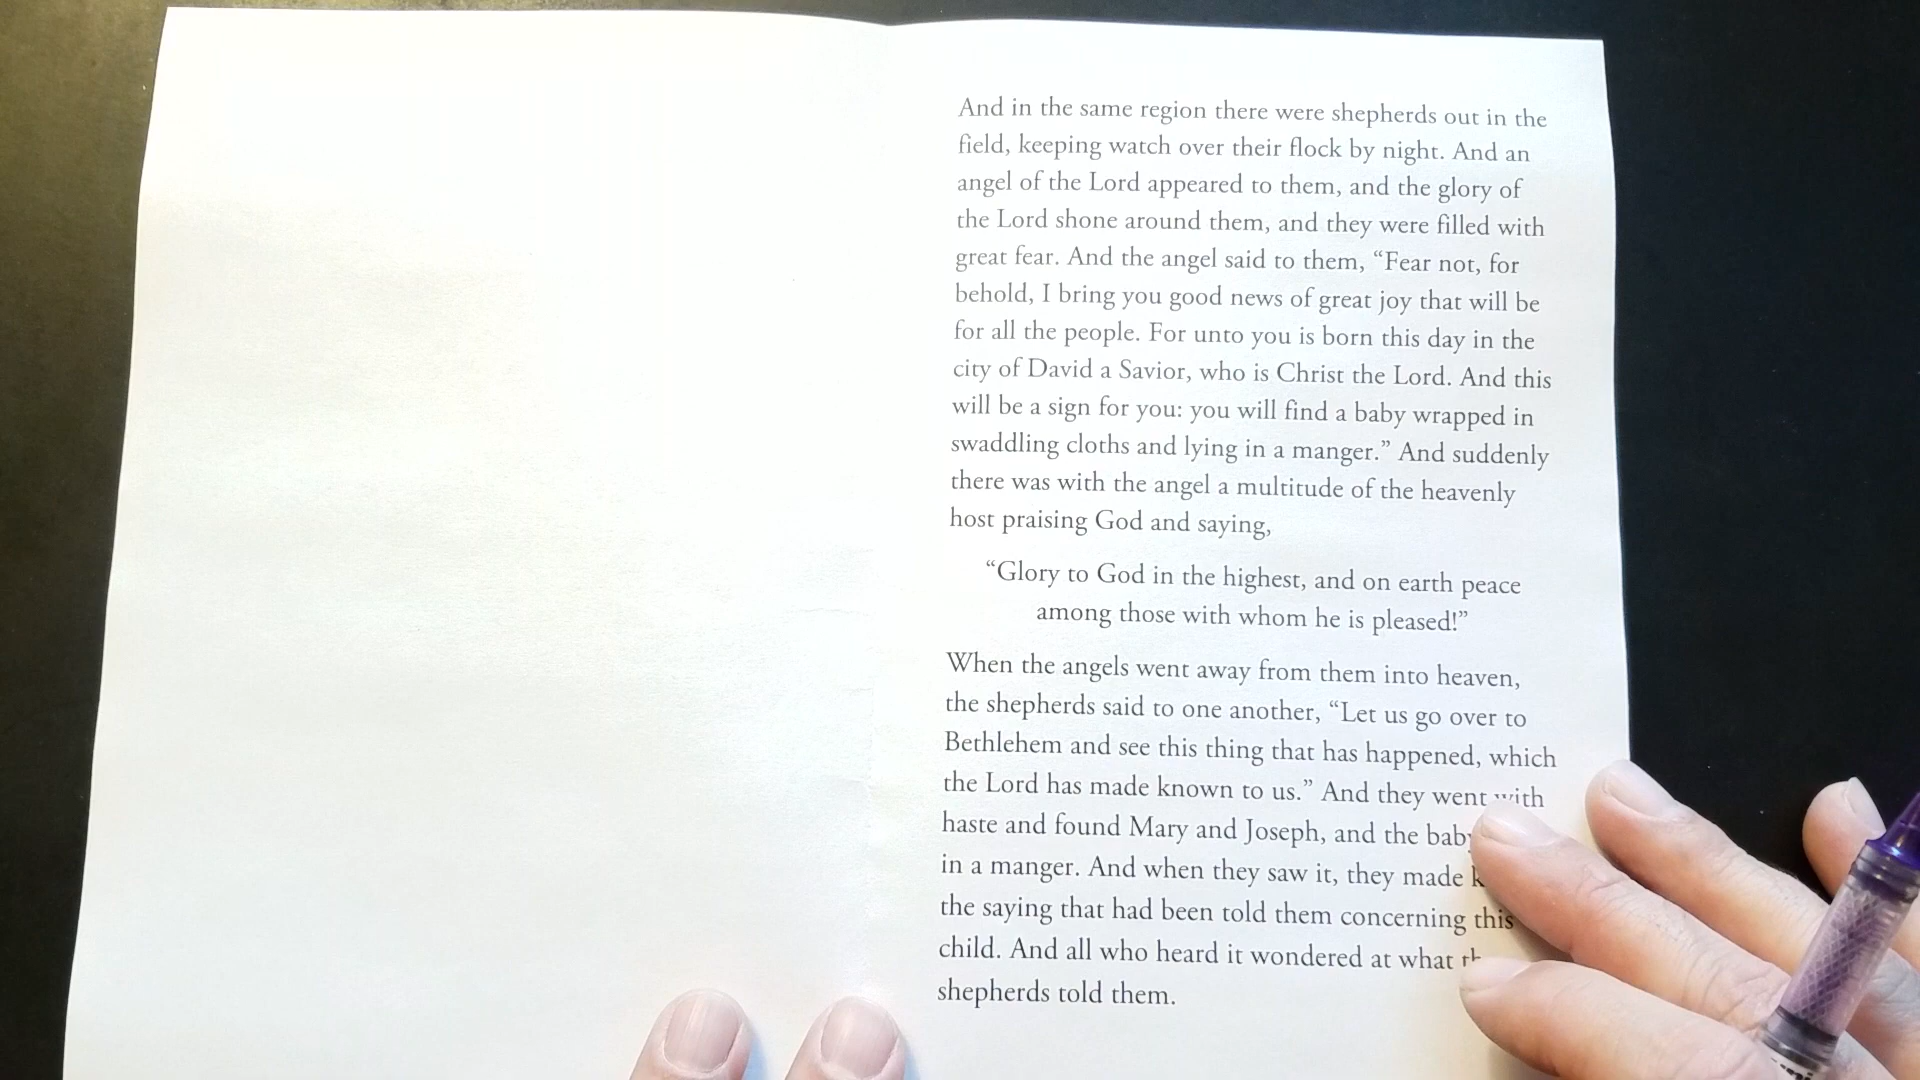 And in the same region there were shepherds out in the
field, keeping watch over their flock by night. And an
angel of the Lord appeared to them, and the glory of
the Lord shone around them, and they were filled with
great fear. And the angel said to them, “Fear not, for
behold, I bring you good news of great joy that will be
for all the people. For unto you is born this day in the
city of David a Savior, who is Christ the Lord. And this
will be a sign for you: you will find a baby wrapped in
swaddling cloths and lying in a manger.” And suddenly
there was with the angel a multitude of the heavenly
host praising God and saying,
“Glory to God in the highest, and on earth peace
among those with whom he is pleased!”
When the angels went away from them into heaven,
the shepherds said to one another, “Let us go over to
Bethlehem and see this thing that has happened, which
the Lord has made known to us.” And they went with
haste and found Mary and Joseph, and the baby
in a manger. And when they saw it, they made
the saying that had been told them concerning this
child. And all who heard it wondered at what
shepherds told them.